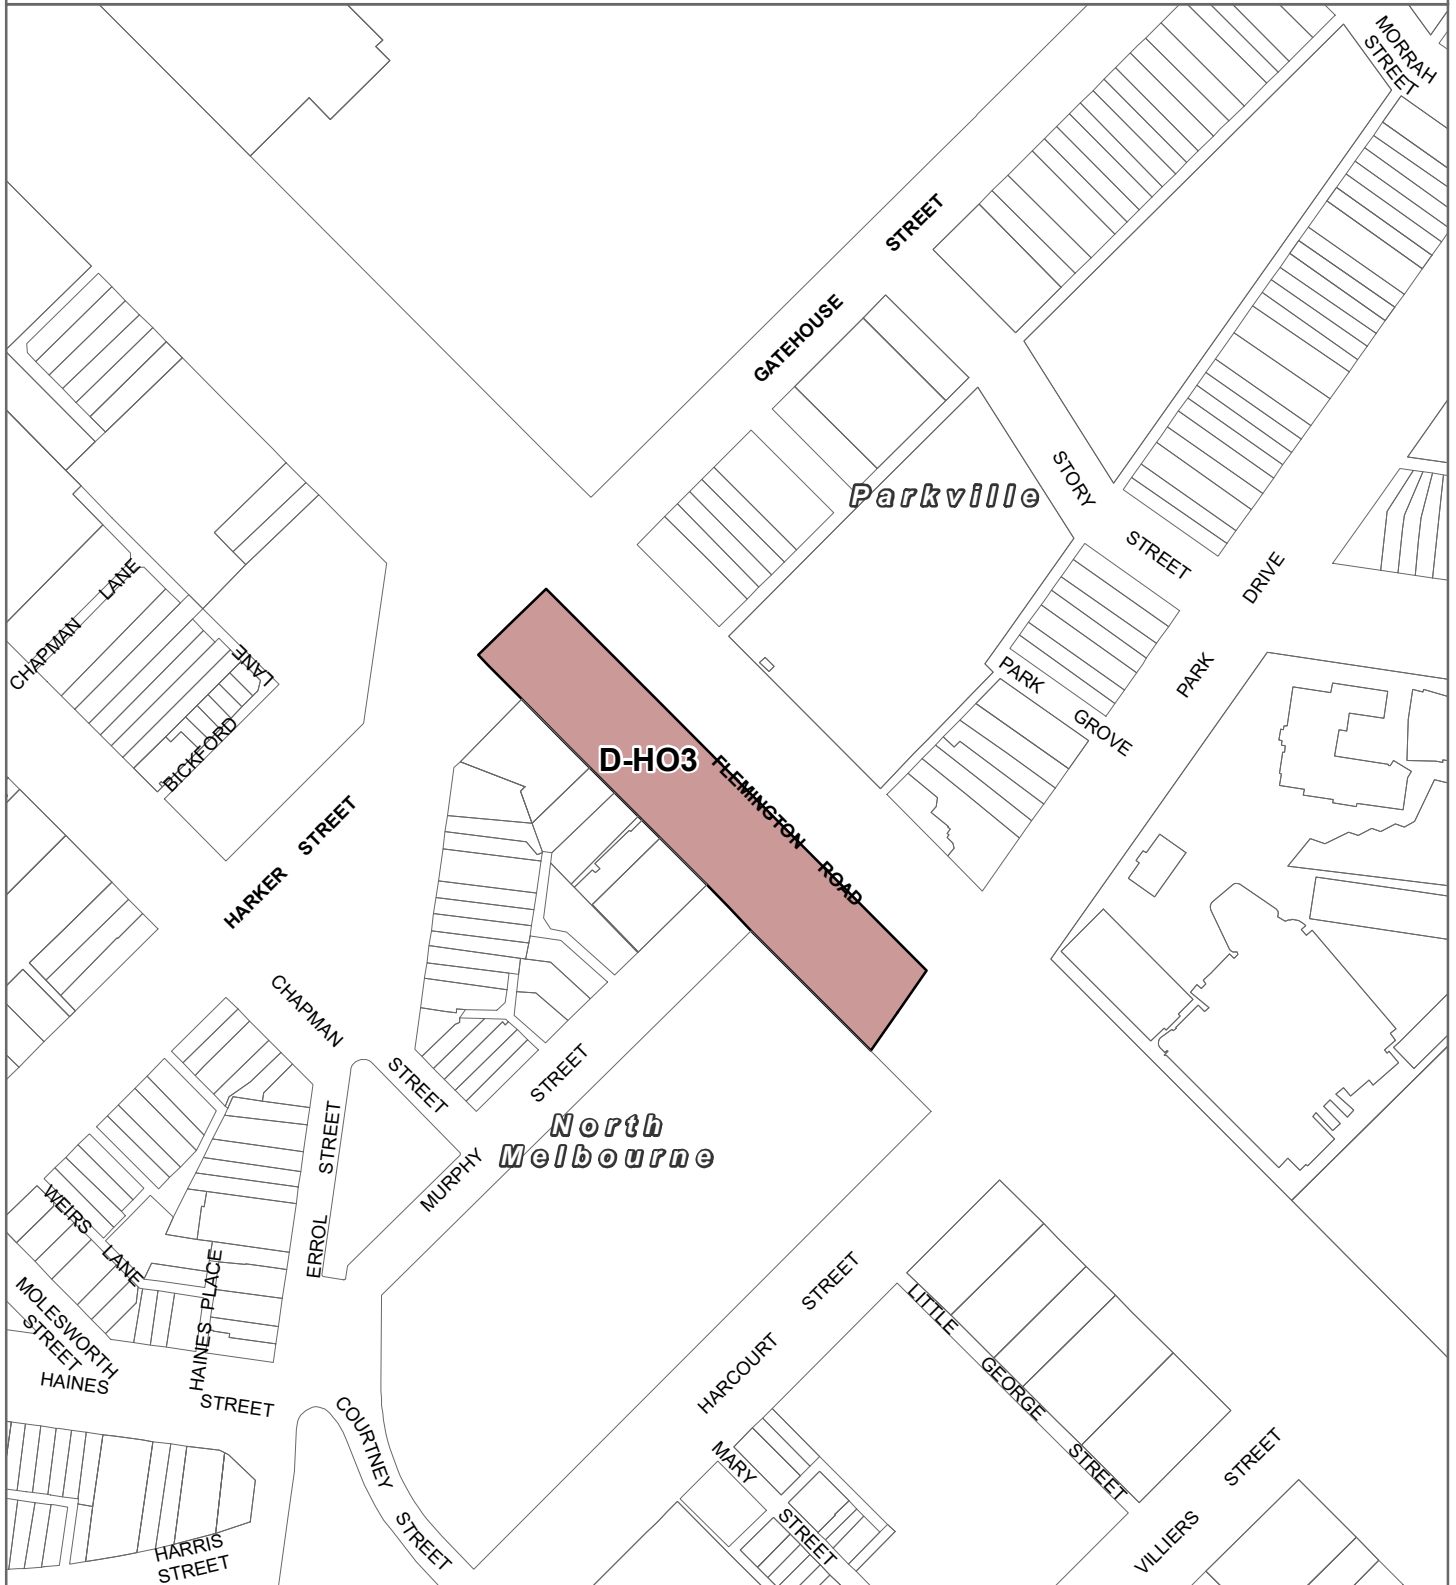 MORRAH
STREET
GATEHOUSE STREET
Parkville
STORY STREET
PARK DRIVE
PARK GROVE
CHAPMAN LANE
BICKFORD LANE
D-HO3
FLEMINGTON ROAD
HARKER STREET
CHAPMAN STREET
MURPHY STREET
North
Melbourne
ERROL STREET
WEIRS LANE
HAINES PLACE
MOLESWORTH
STREET
HAINES STREET
HARCOURT STREET
LITTLE GEORGE STREET
COURTNEY STREET
MARY STREET
VILLIERS STREET
HARRIS
STREET